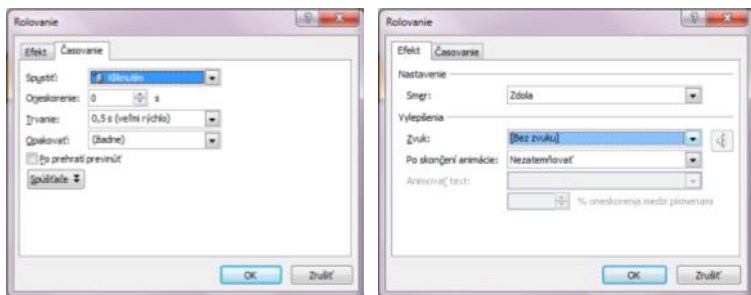 Rolovanie
Efekt Časovanie
Spustiť: Kliknutím
Oneskorenie: 0 s
Trvanie: 0,5 s (veľmi rýchlo)
Opakovať: (žiadne)
Po prehratí previnúť
Spúšťače
OK Zrušiť
Rolovanie
Efekt Časovanie
Nastavenie
Smer: Zdola
Vylepšenia
Zvuk: [Bez zvuku]
Po skončení animácie: Nezatemňovať
Animovať text:
% oneskorenia medzi písmenami
OK Zrušiť